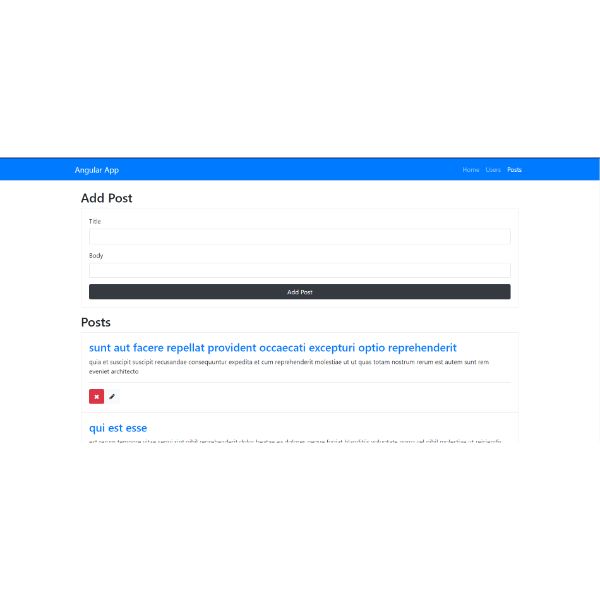 Angular App
Home Users Posts
Add Post
Title
Body
Add Post
Posts
sunt aut facere repellat provident occaecati excepturi optio reprehenderit
quia et suscipit suscipit recusandae consequuntur expedita et cum reprehenderit molestiae ut ut quas totam nostrum rerum est autem sunt rem
eveniet architecto
qui est esse